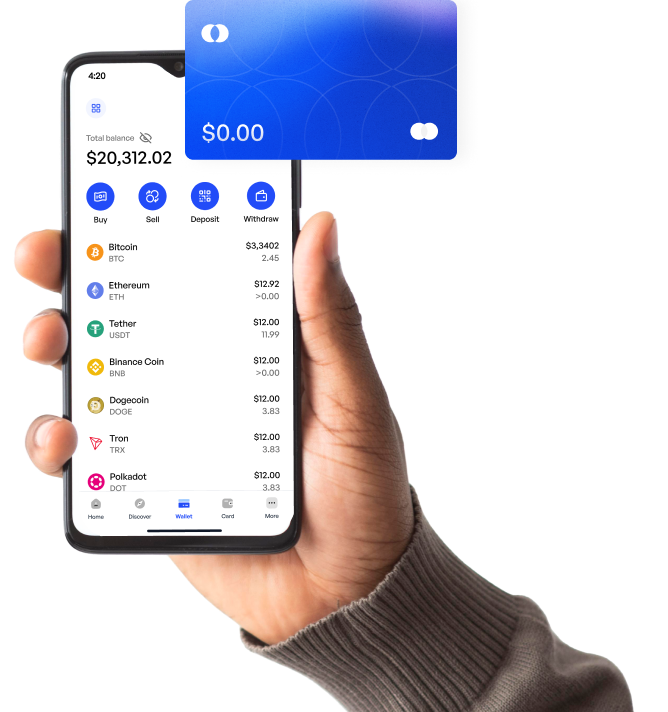 $0.00
4:20
Total balance
$20,312.02
Buy Sell Deposit Withdraw
Bitcoin $3,3402
BTC 2.45
Ethereum $12.92
ETH >0.00
Tether $12.00
USDT 11.99
Binance Coin $12.00
BNB >0.00
Dogecoin $12.00
DOGE 3.83
Tron $12.00
TRX 3.83
Polkadot $12.00
DOT 3.83
Home Discover Wallet Card More